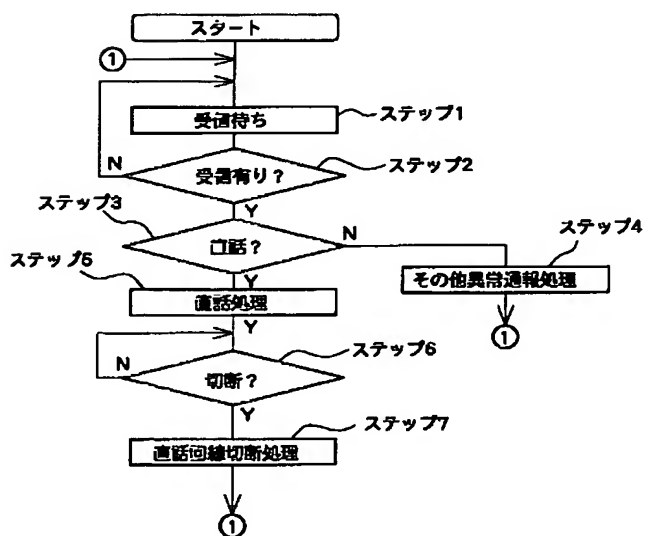 スタート
①
受信待ち
ステップ1
N
受信有り？
ステップ2
Y
ステップ3
直話？
N
ステップ4
ステップ5
Y
その他異常通報処理
直話処理
①
Y
N
切断？
ステップ6
Y
ステップ7
直話回線切断処理
①